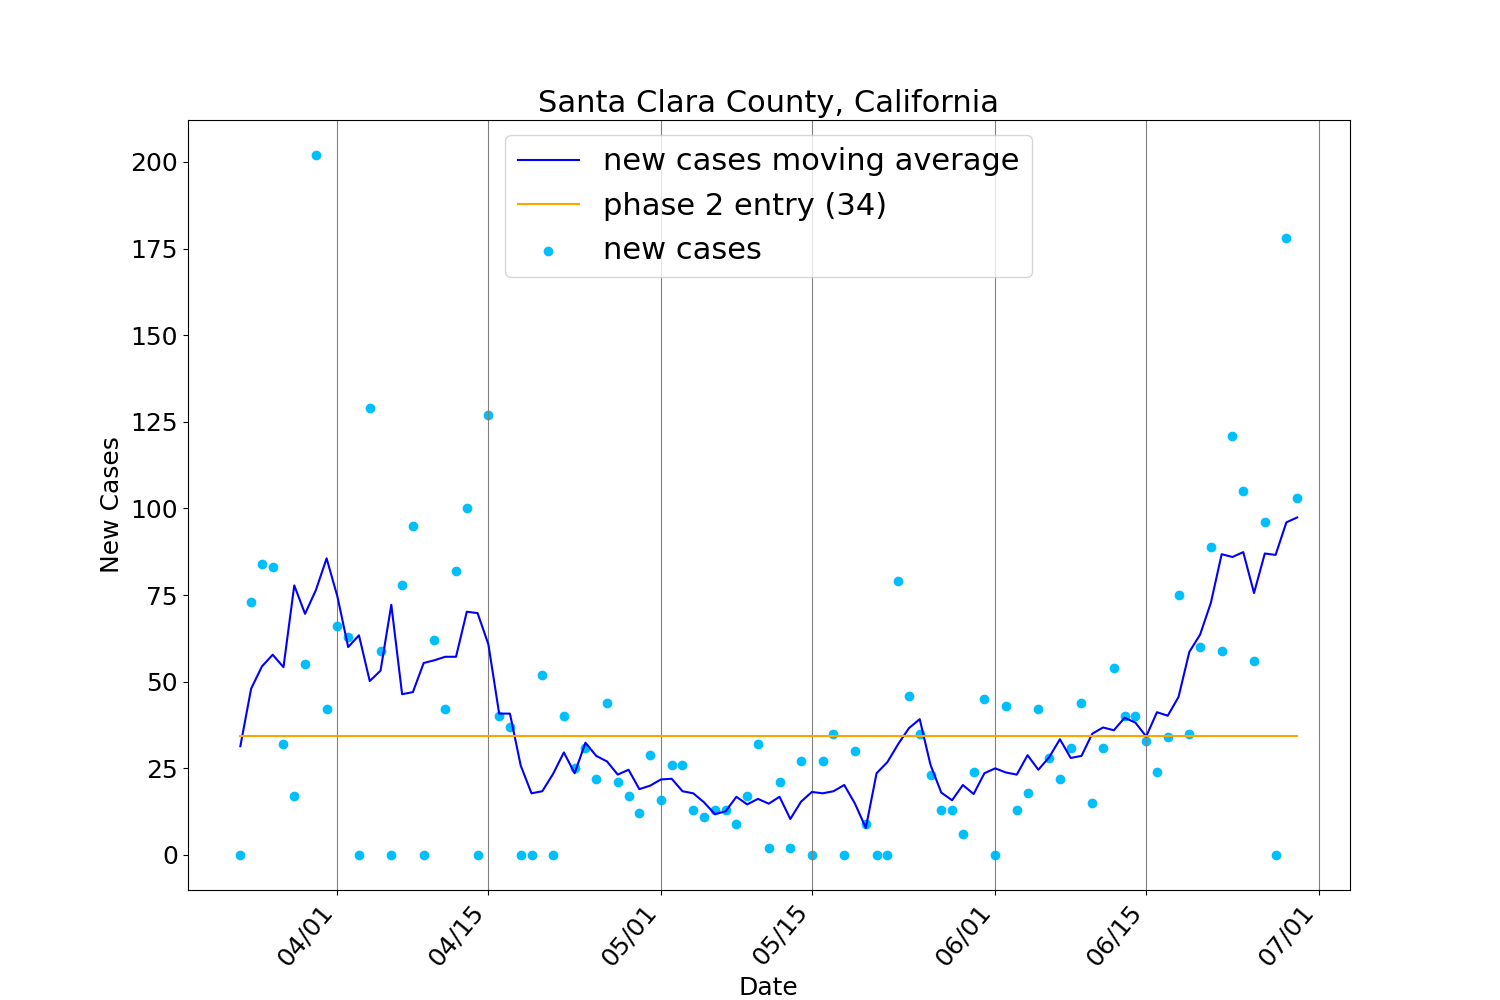 Santa Clara County, California
new cases moving average
phase 2 entry (34)
new cases
200
175
150
125
100
75
50
25
0
New Cases
04/01
04/15
05/01
05/15
06/01
06/15
07/01
Date